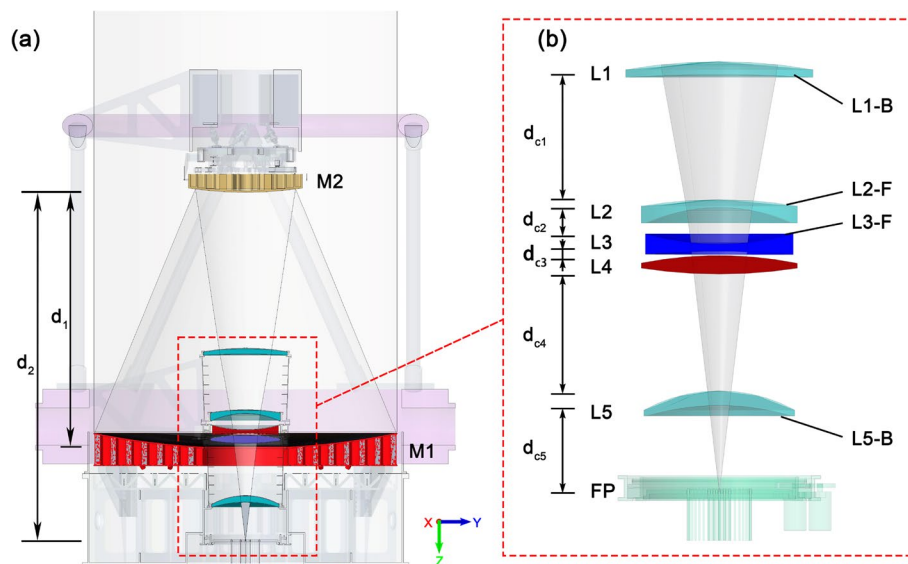 (a)
M2
d1
d2
M1
X
Y
Z
(b)
L1
L1-B
dc1
L2-F
L2
dc2
L3-F
L3
dc3
L4
dc4
L5
L5-B
dc5
FP